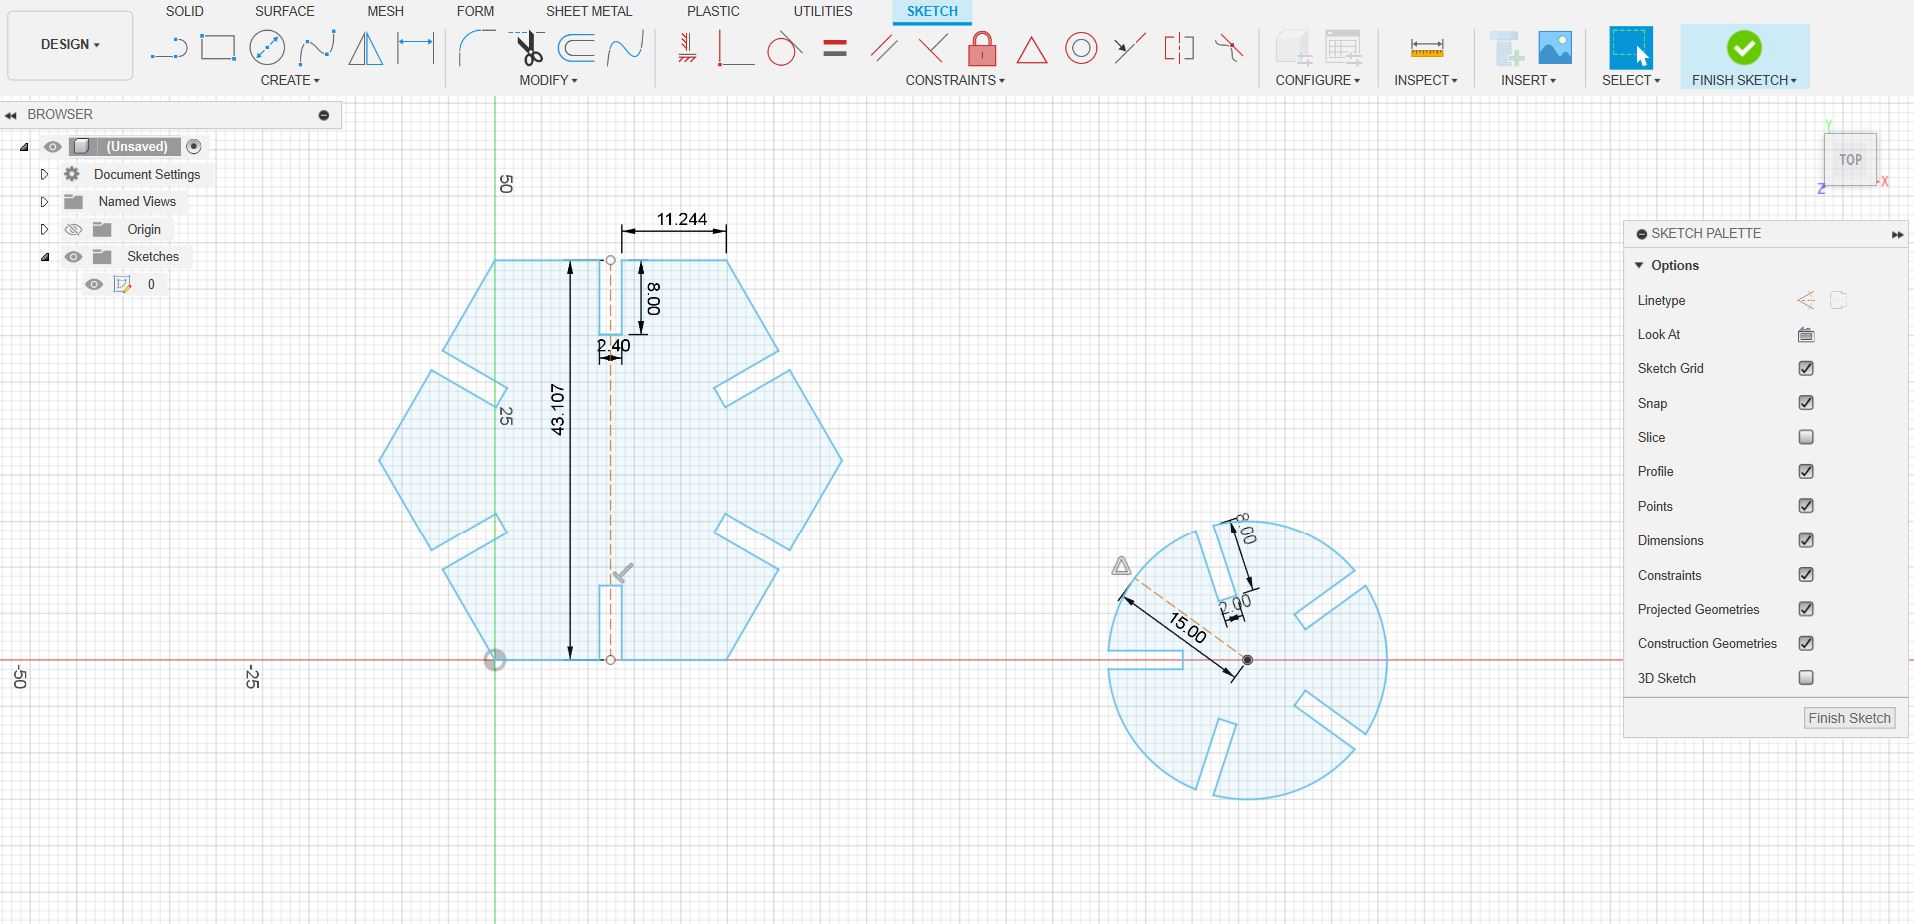 SOLID SURFACE MESH FORM SHEET METAL PLASTIC UTILITIES SKETCH
DESIGN
CREATE MODIFY CONSTRAINTS CONFIGURE INSPECT INSERT SELECT FINISH SKETCH
BROWSER
(Unsaved)
Document Settings
Named Views
Origin
Sketches
0
50
25
-50
-25
11.244
8.00
2.40
43.107
8.00
2.00
15.00
Y
TOP
Z
X
SKETCH PALETTE
Options
Linetype
Look At
Sketch Grid
Snap
Slice
Profile
Points
Dimensions
Constraints
Projected Geometries
Construction Geometries
3D Sketch
Finish Sketch